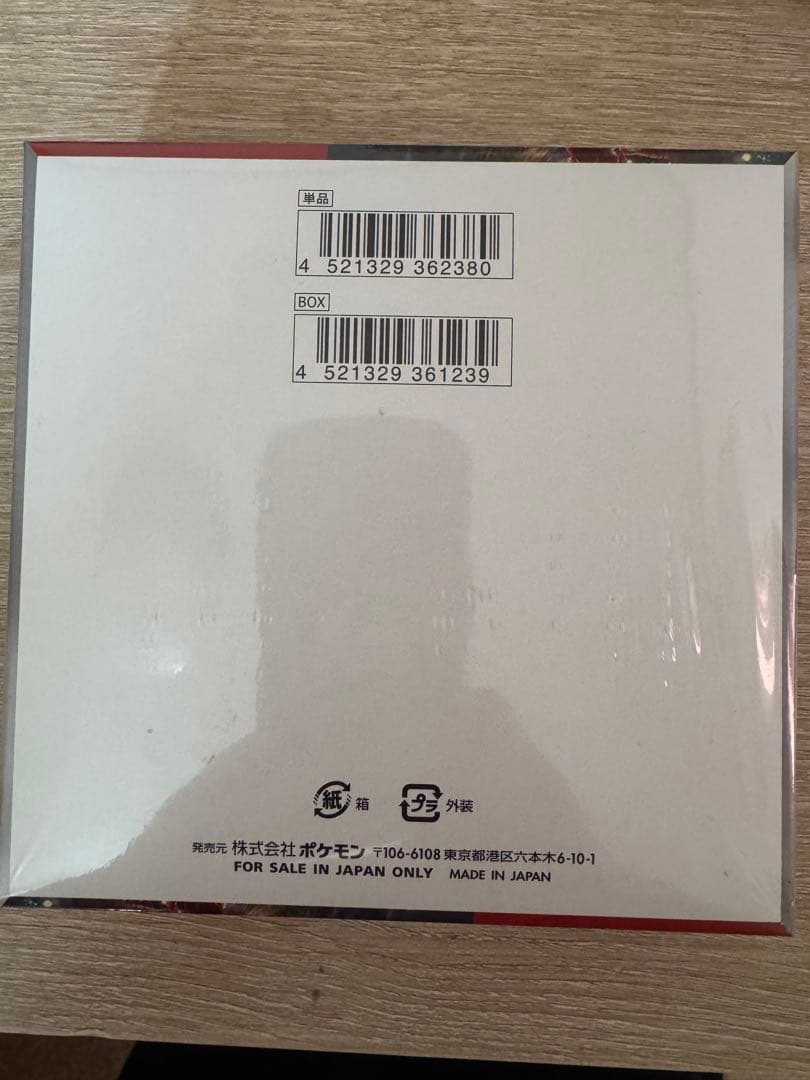 単品
4 521329 362380
BOX
4 521329 361239
紙 箱 プラ 外装
発売元 株式会社 ポケモン 〒106-6108 東京都港区六本木6-10-1
FOR SALE IN JAPAN ONLY MADE IN JAPAN